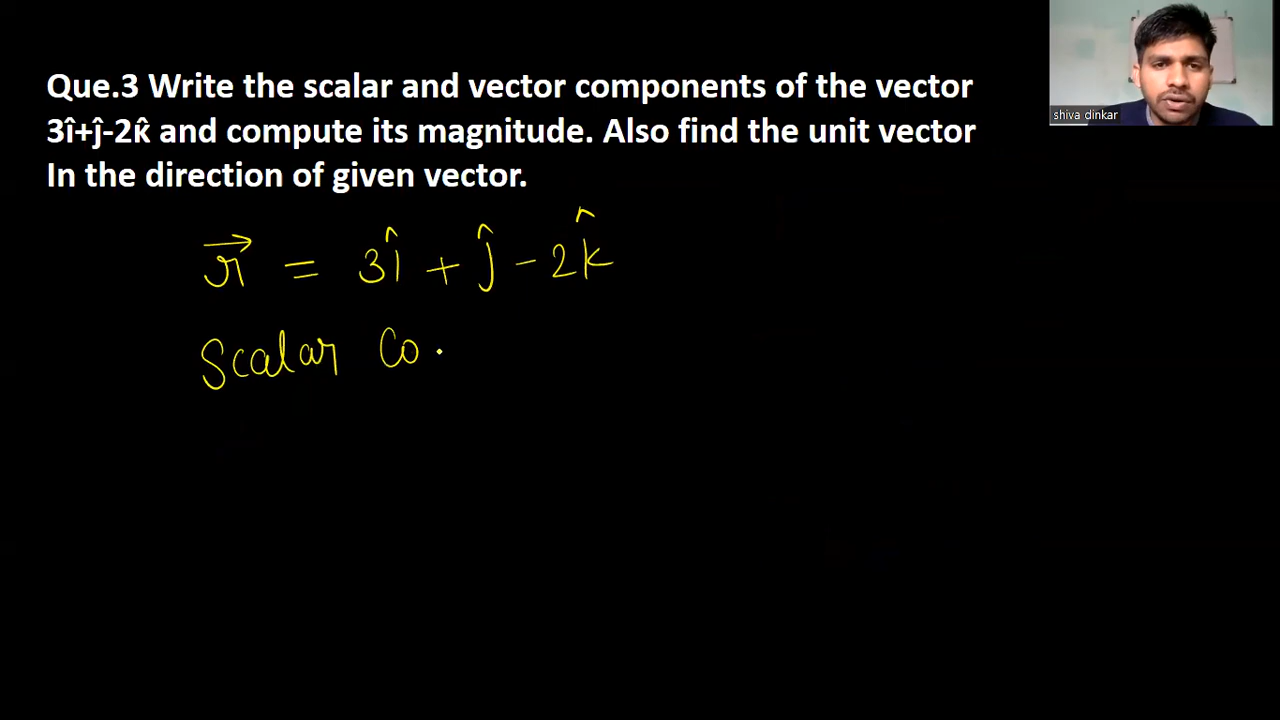 Que.3 Write the scalar and vector components of the vector
3î+ĵ-2k̂ and compute its magnitude. Also find the unit vector
In the direction of given vector.
shiva dinkar
r⃗ = 3î + ĵ - 2k̂
Scalar Co